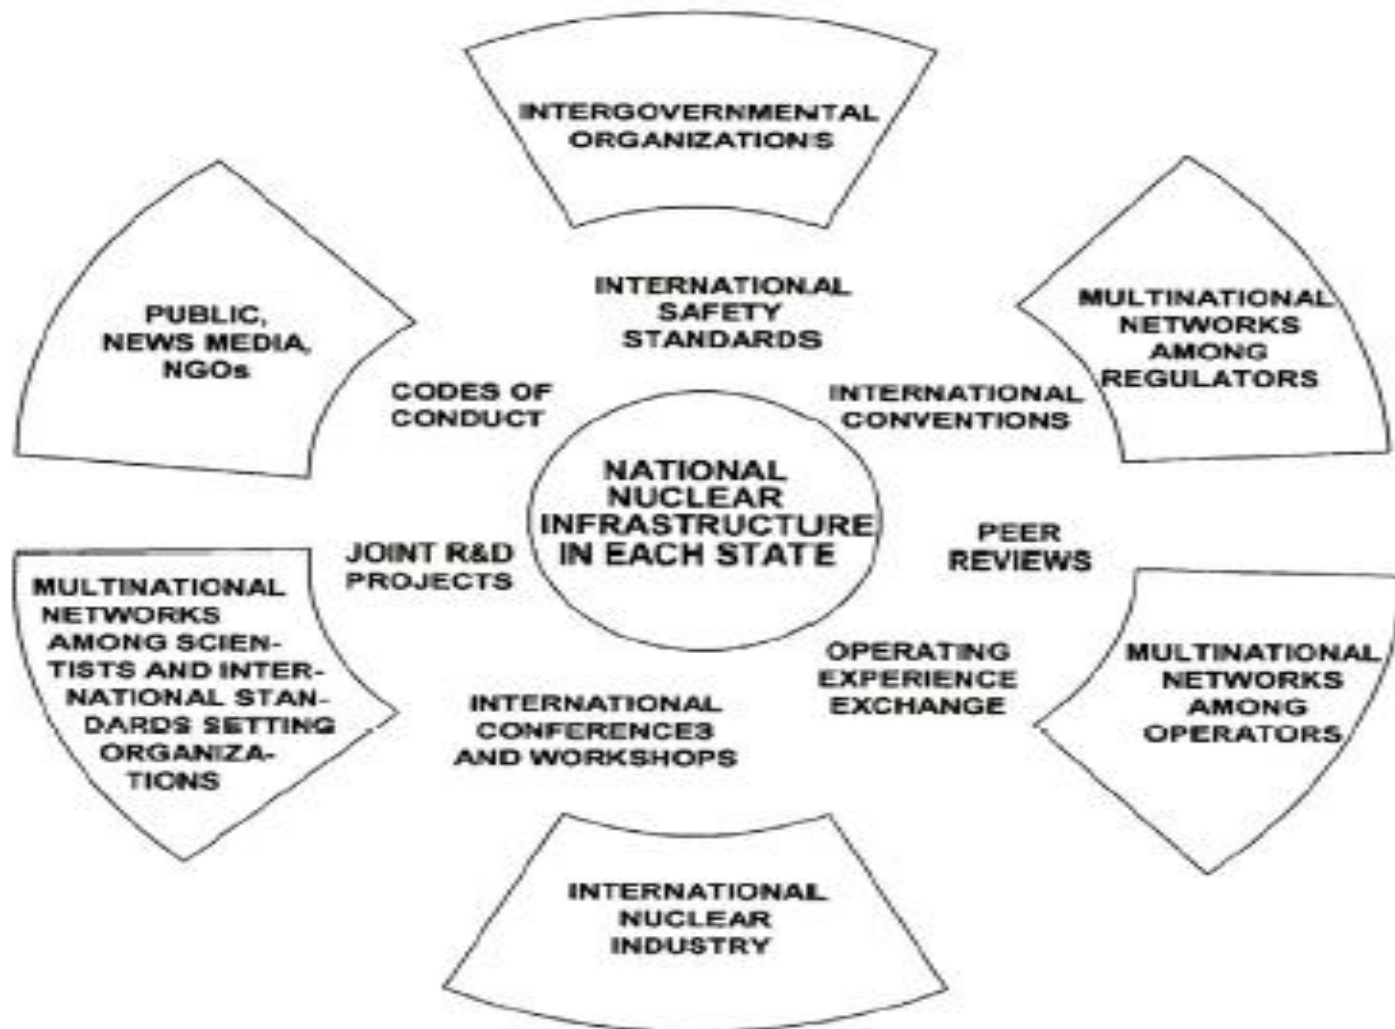 INTERGOVERNMENTAL
ORGANIZATIONS
PUBLIC,
NEWS MEDIA,
NGOs
INTERNATIONAL
SAFETY
STANDARDS
MULTINATIONAL
NETWORKS
AMONG
REGULATORS
CODES OF
CONDUCT
INTERNATIONAL
CONVENTIONS
NATIONAL
NUCLEAR
INFRASTRUCTURE
IN EACH STATE
JOINT R&D
PROJECTS
PEER
REVIEWS
MULTINATIONAL
NETWORKS
AMONG SCIEN-
TISTS AND INTER-
NATIONAL STAN-
DARDS SETTING
ORGANIZA-
TIONS
OPERATING
EXPERIENCE
EXCHANGE
MULTINATIONAL
NETWORKS
AMONG
OPERATORS
INTERNATIONAL
CONFERENCES
AND WORKSHOPS
INTERNATIONAL
NUCLEAR
INDUSTRY